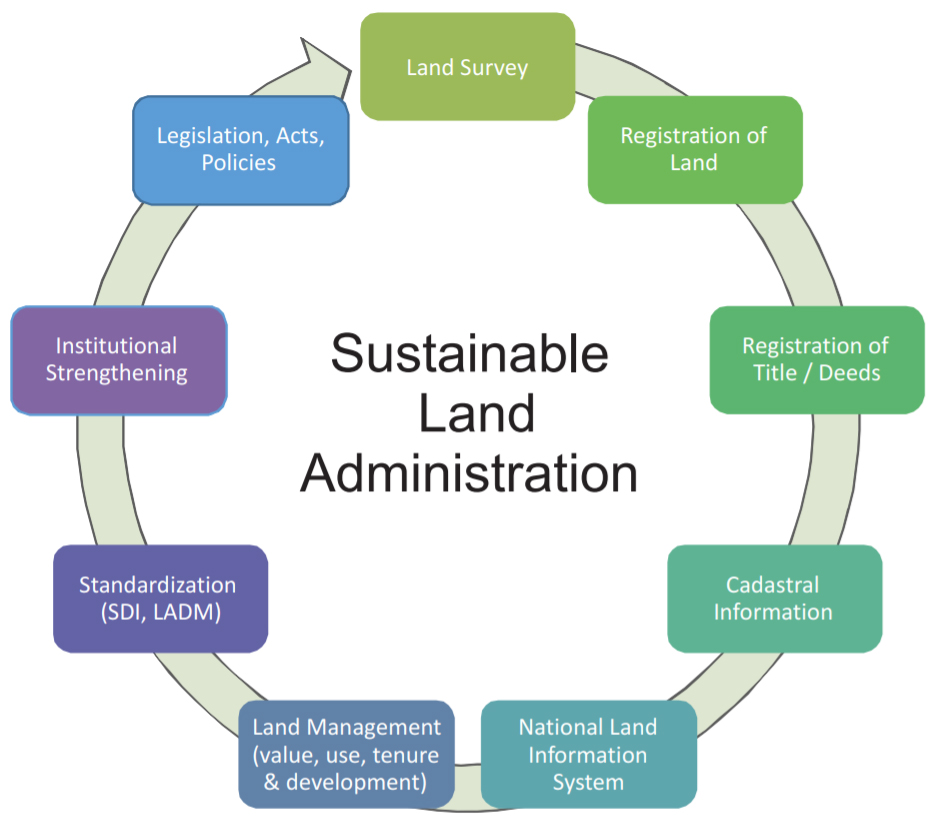 Land Survey
Registration of
Land
Registration of
Title / Deeds
Cadastral
Information
National Land
Information
System
Land Management
(value, use, tenure
& development)
Standardization
(SDI, LADM)
Institutional
Strengthening
Legislation, Acts,
Policies
Sustainable
Land
Administration